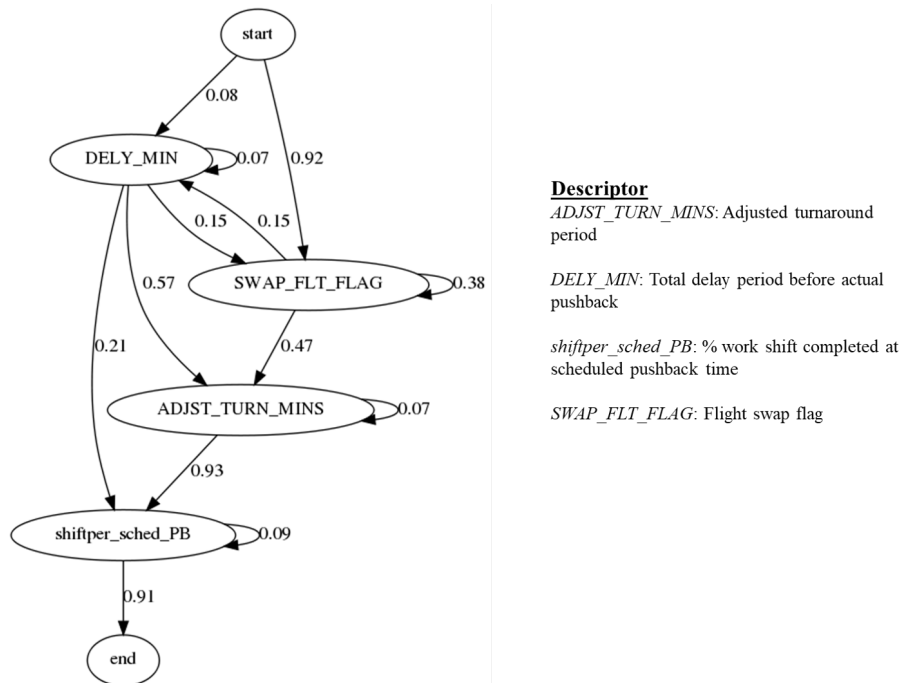 start
0.08
DELY_MIN
0.07
0.92
0.15
0.15
SWAP_FLT_FLAG
0.38
0.57
0.21
0.47
ADJST_TURN_MINS
0.07
0.93
shiftper_sched_PB
0.09
0.91
end
Descriptor
ADJST_TURN_MINS: Adjusted turnaround
period
DELY_MIN: Total delay period before actual
pushback
shiftper_sched_PB: % work shift completed at
scheduled pushback time
SWAP_FLT_FLAG: Flight swap flag